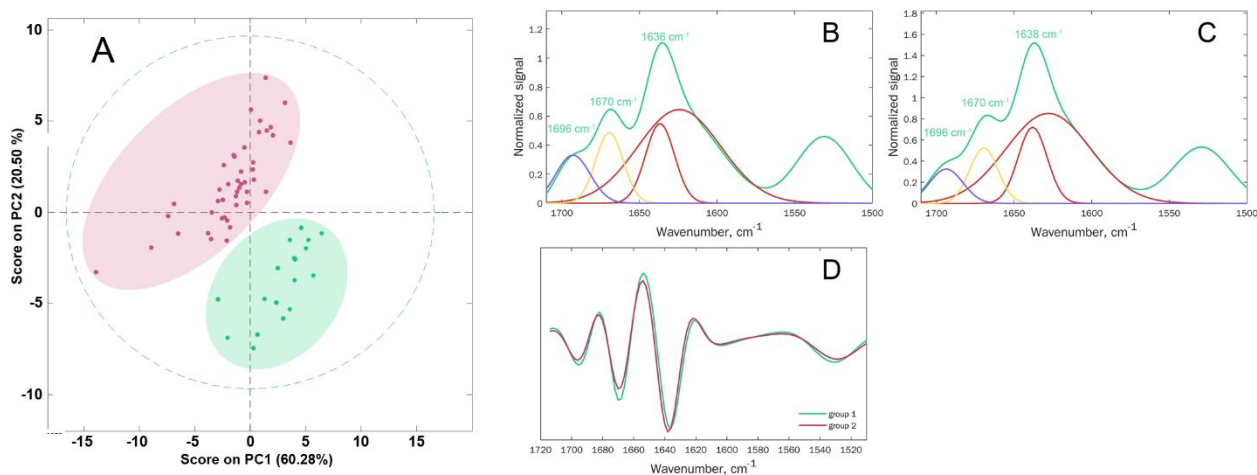 A
10
5
0
-5
-10
-15
-10
-5
0
5
10
15
Score on PC2 (20.50 %)
Score on PC1 (60.28%)
B
1636 cm⁻¹
1670 cm⁻¹
1696 cm⁻¹
1.2
1
0.8
0.6
0.4
0.2
0
1700
1650
1600
1550
1500
Normalized signal
Wavenumber, cm⁻¹
C
1638 cm⁻¹
1670 cm⁻¹
1696 cm⁻¹
1.8
1.6
1.4
1.2
1
0.8
0.6
0.4
0.2
0
1700
1650
1600
1550
1500
Normalized signal
Wavenumber, cm⁻¹
D
group 1
group 2
1720 1700 1680 1660 1640 1620 1600 1580 1560 1540 1520
Wavenumber, cm⁻¹